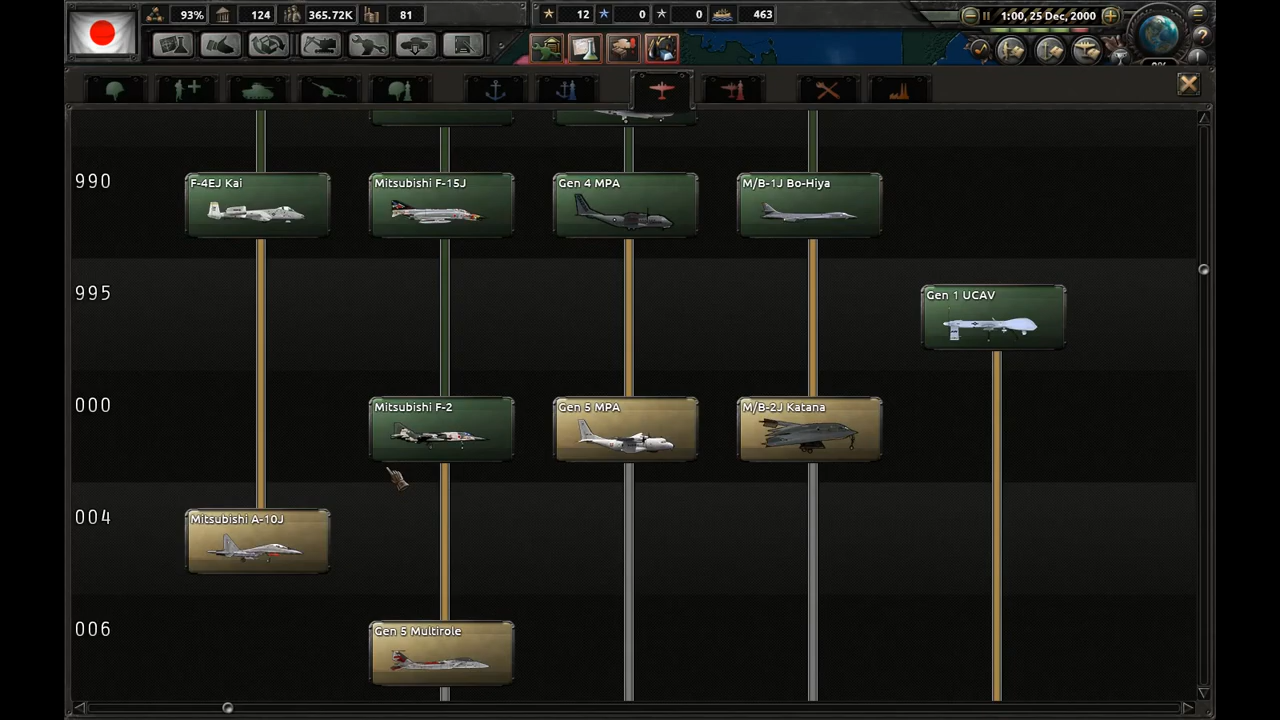 93% 124 365.72K 81 12 0 0 463 1:00, 25 Dec, 2000
990 F-4EJ Kai Mitsubishi F-15J Gen 4 MPA M/B-1J Bo-Hiya
995 Gen 1 UCAV
000 Mitsubishi F-2 Gen 5 MPA M/B-2J Katana
004 Mitsubishi A-10J
006 Gen 5 Multirole